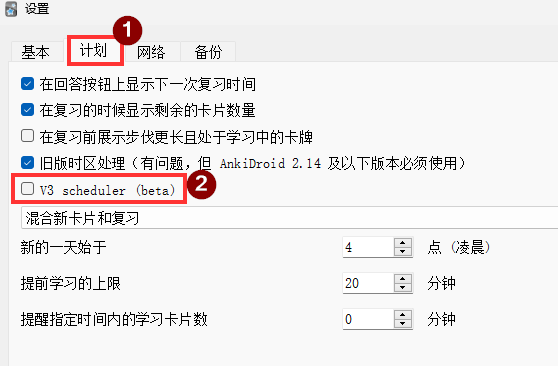 设置
1
基本 计划 网络 备份
在回答按钮上显示下一次复习时间
在复习的时候显示剩余的卡片数量
在复习前展示步伐更长且处于学习中的卡牌
旧版时区处理（有问题，但 AnkiDroid 2.14 及以下版本必须使用）
V3 scheduler (beta) 2
混合新卡片和复习
新的一天始于 4 点（凌晨）
提前学习的上限 20 分钟
提醒指定时间内的学习卡片数 0 分钟